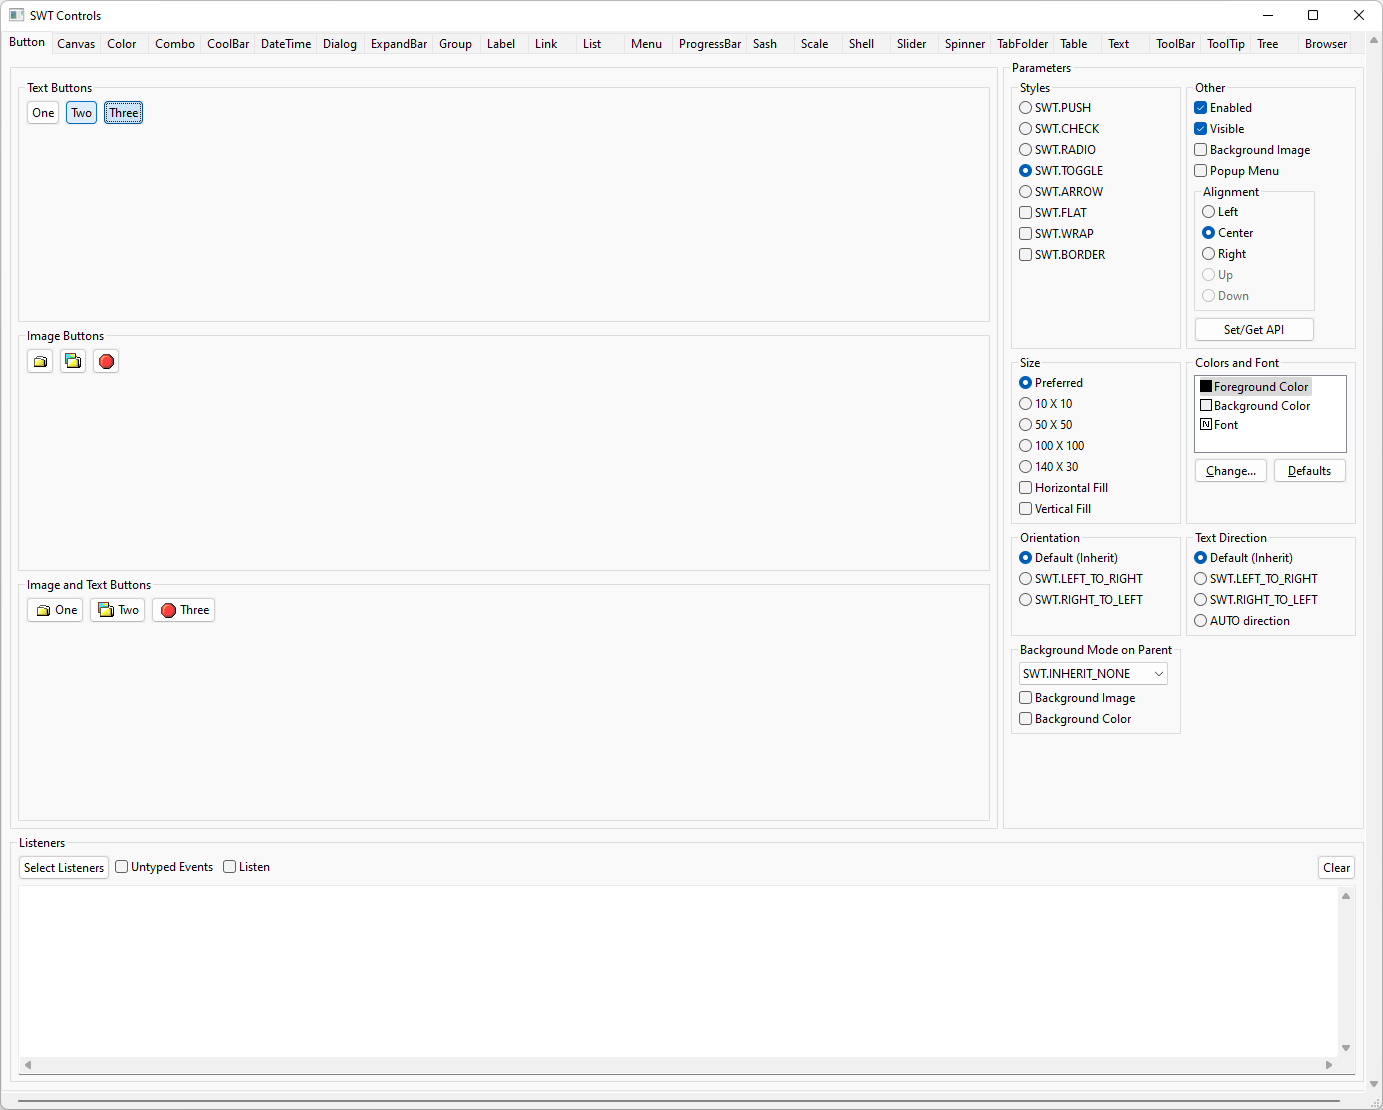 SWT Controls
Button Canvas Color Combo CoolBar DateTime Dialog ExpandBar Group Label Link List Menu ProgressBar Sash Scale Shell Slider Spinner TabFolder Table Text ToolBar ToolTip Tree Browser
Text Buttons
One Two Three
Image Buttons
Image and Text Buttons
One Two Three
Parameters
Styles
SWT.PUSH
SWT.CHECK
SWT.RADIO
SWT.TOGGLE
SWT.ARROW
SWT.FLAT
SWT.WRAP
SWT.BORDER
Other
Enabled
Visible
Background Image
Popup Menu
Alignment
Left
Center
Right
Up
Down
Set/Get API
Size
Preferred
10 X 10
50 X 50
100 X 100
140 X 30
Horizontal Fill
Vertical Fill
Colors and Font
Foreground Color
Background Color
N Font
Change... Defaults
Orientation
Default (Inherit)
SWT.LEFT_TO_RIGHT
SWT.RIGHT_TO_LEFT
Text Direction
Default (Inherit)
SWT.LEFT_TO_RIGHT
SWT.RIGHT_TO_LEFT
AUTO direction
Background Mode on Parent
SWT.INHERIT_NONE
Background Image
Background Color
Listeners
Select Listeners Untyped Events Listen Clear